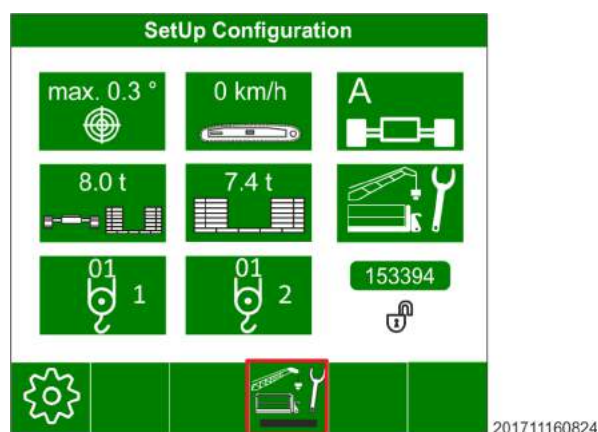 SetUp Configuration
max. 0.3 °
0 km/h
A
8.0 t
7.4 t
01
1
01
2
153394
201711160824